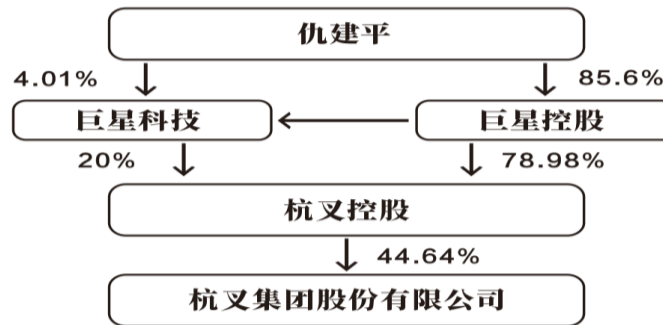 仇建平
4.01%
85.6%
巨星科技
巨星控股
20%
78.98%
杭叉控股
44.64%
杭叉集团股份有限公司